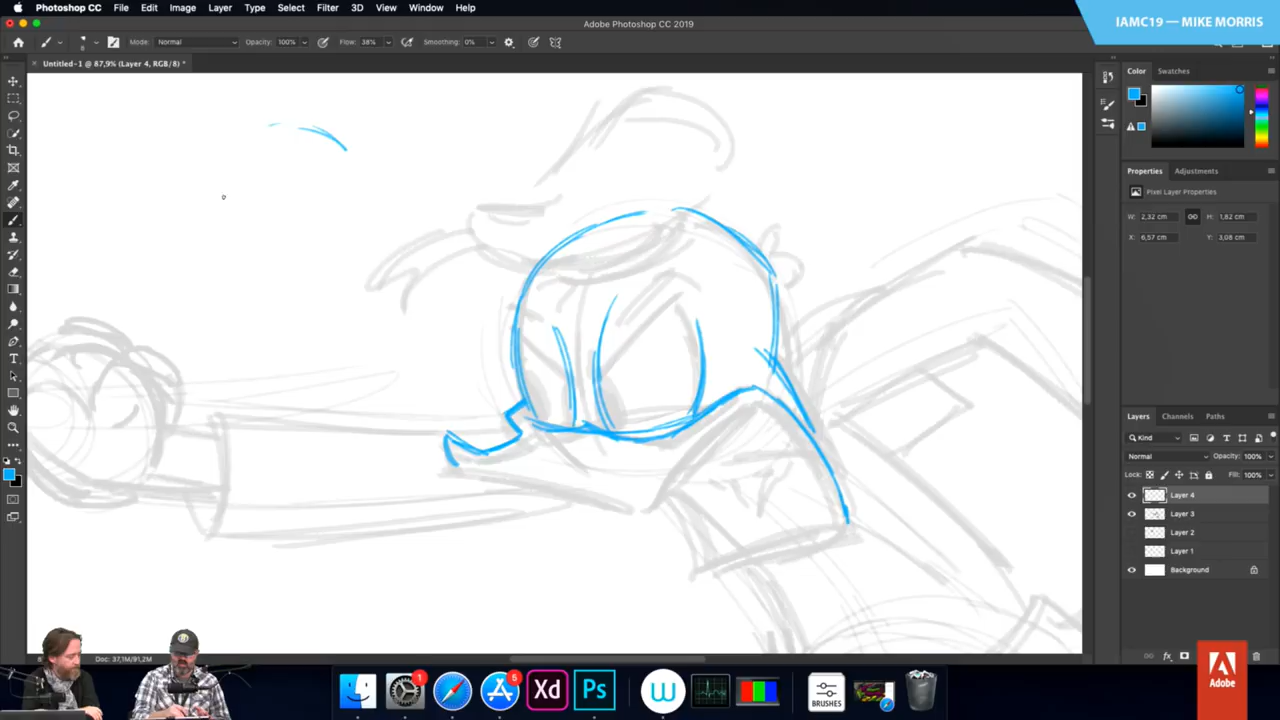 Photoshop CC File Edit Image Layer Type Select Filter 3D View Window Help
Adobe Photoshop CC 2019
IAMC19 — MIKE MORRIS
8 Mode: Normal Opacity: 100% Flow: 38% Smoothing: 0%
Untitled-1 @ 87,9% (Layer 4, RGB/8) *
Color Swatches
Properties Adjustments
Pixel Layer Properties
W: 2,32 cm H: 1,82 cm
X: 6,57 cm Y: 3,08 cm
Layers Channels Paths
Kind
Normal Opacity: 100%
Lock: Fill: 100%
Layer 4
Layer 3
Layer 2
Layer 1
Background
Doc: 37,1M/91,2M
1
6
Xd
Ps
BRUSHES
fx
Adobe